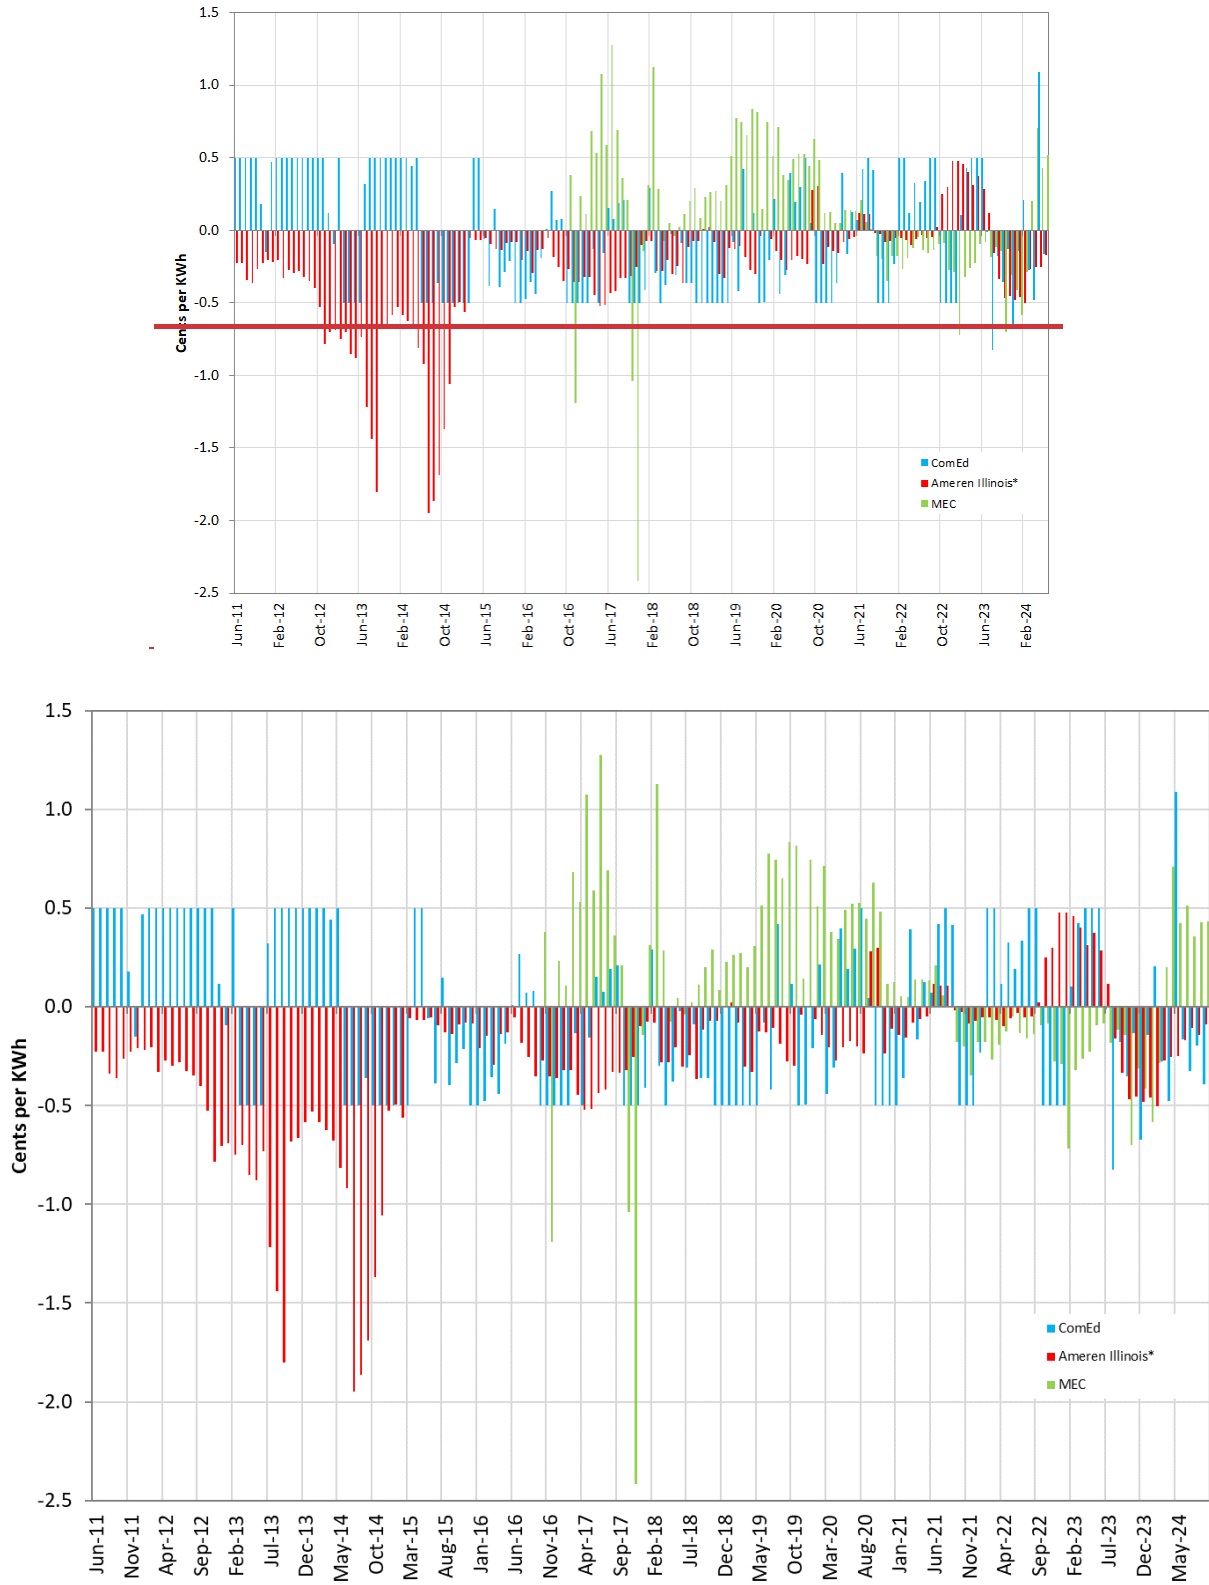 1.5
1.0
0.5
0.0
-0.5
-1.0
-1.5
-2.0
-2.5
Cents per KWh
ComEd
Ameren Illinois*
MEC
Jun-11
Feb-12
Oct-12
Jun-13
Feb-14
Oct-14
Jun-15
Feb-16
Oct-16
Jun-17
Feb-18
Oct-18
Jun-19
Feb-20
Oct-20
Jun-21
Feb-22
Oct-22
Jun-23
Feb-24
1.5
1.0
0.5
0.0
-0.5
-1.0
-1.5
-2.0
-2.5
Cents per KWh
ComEd
Ameren Illinois*
MEC
Jun-11
Nov-11
Apr-12
Sep-12
Feb-13
Jul-13
Dec-13
May-14
Oct-14
Mar-15
Aug-15
Jan-16
Jun-16
Nov-16
Apr-17
Sep-17
Feb-18
Jul-18
Dec-18
May-19
Oct-19
Mar-20
Aug-20
Jan-21
Jun-21
Nov-21
Apr-22
Sep-22
Feb-23
Jul-23
Dec-23
May-24